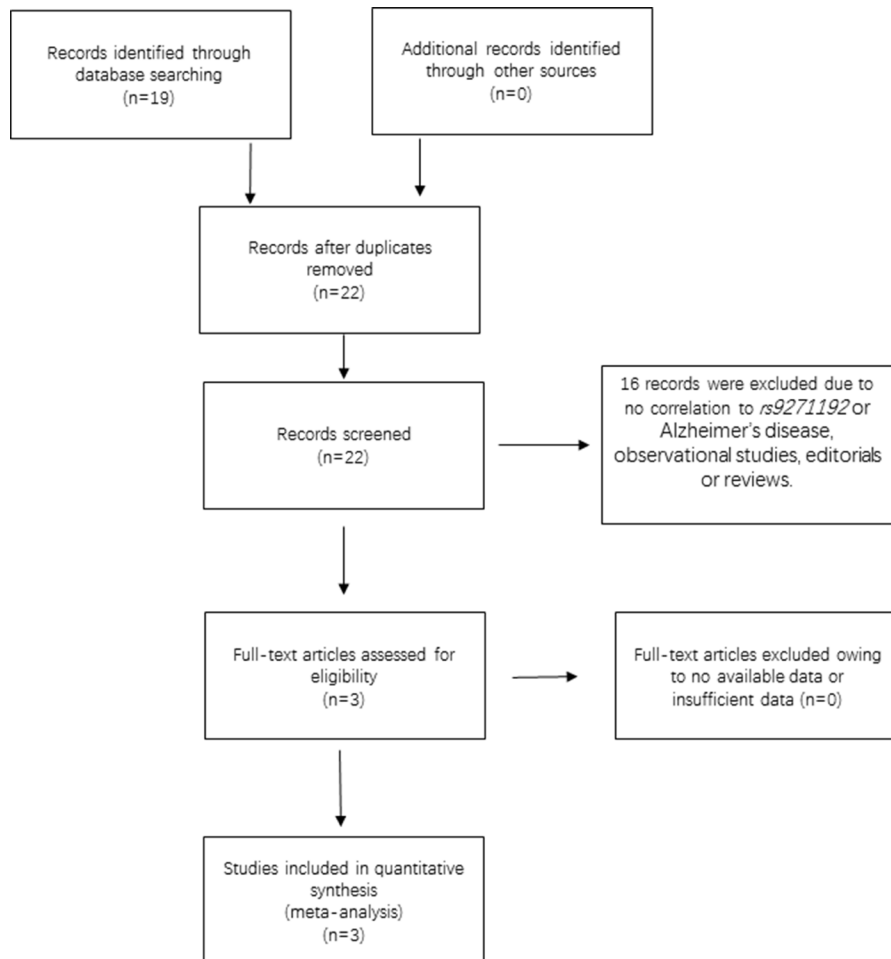 Records identified through
database searching
(n=19)
Additional records identified
through other sources
(n=0)
Records after duplicates
removed
(n=22)
Records screened
(n=22)
16 records were excluded due to
no correlation to rs9271192 or
Alzheimer's disease,
observational studies, editorials
or reviews.
Full-text articles assessed for
eligibility
(n=3)
Full-text articles excluded owing
to no available data or
insufficient data (n=0)
Studies included in quantitative
synthesis
(meta-analysis)
(n=3)